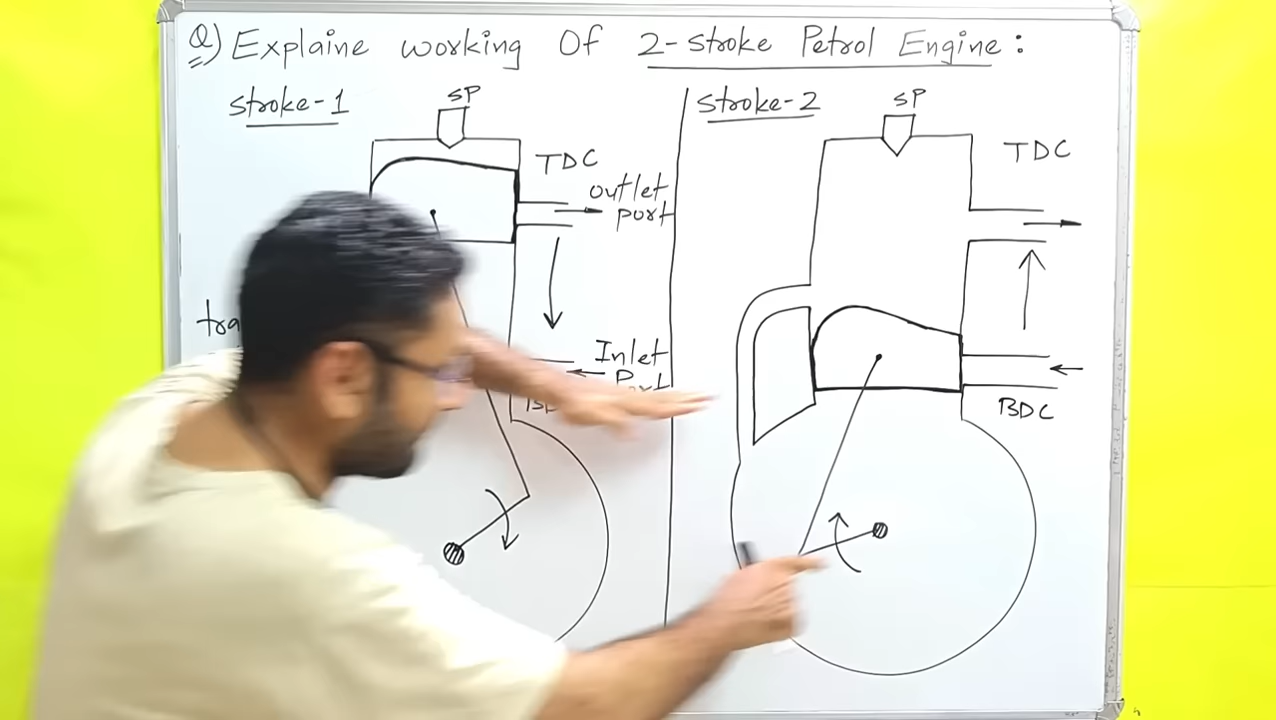 Q) Explaine working Of 2-stroke Petrol Engine:
stroke-1
SP
TDC
outlet
port
Inlet
stroke-2
SP
TDC
BDC